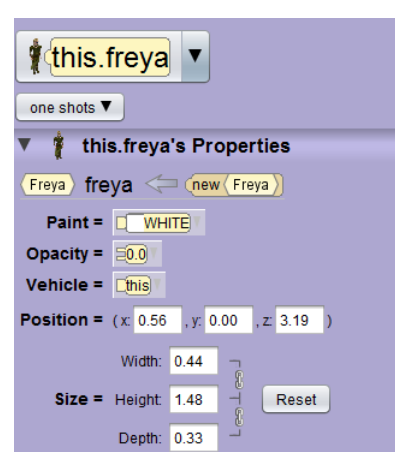 this.freya
one shots
this.freya's Properties
Freya freya new Freya
Paint = WHITE
Opacity = 0.0
Vehicle = this
Position = (x: 0.56 , y: 0.00 , z: 3.19 )
Width: 0.44
Size = Height: 1.48 Reset
Depth: 0.33